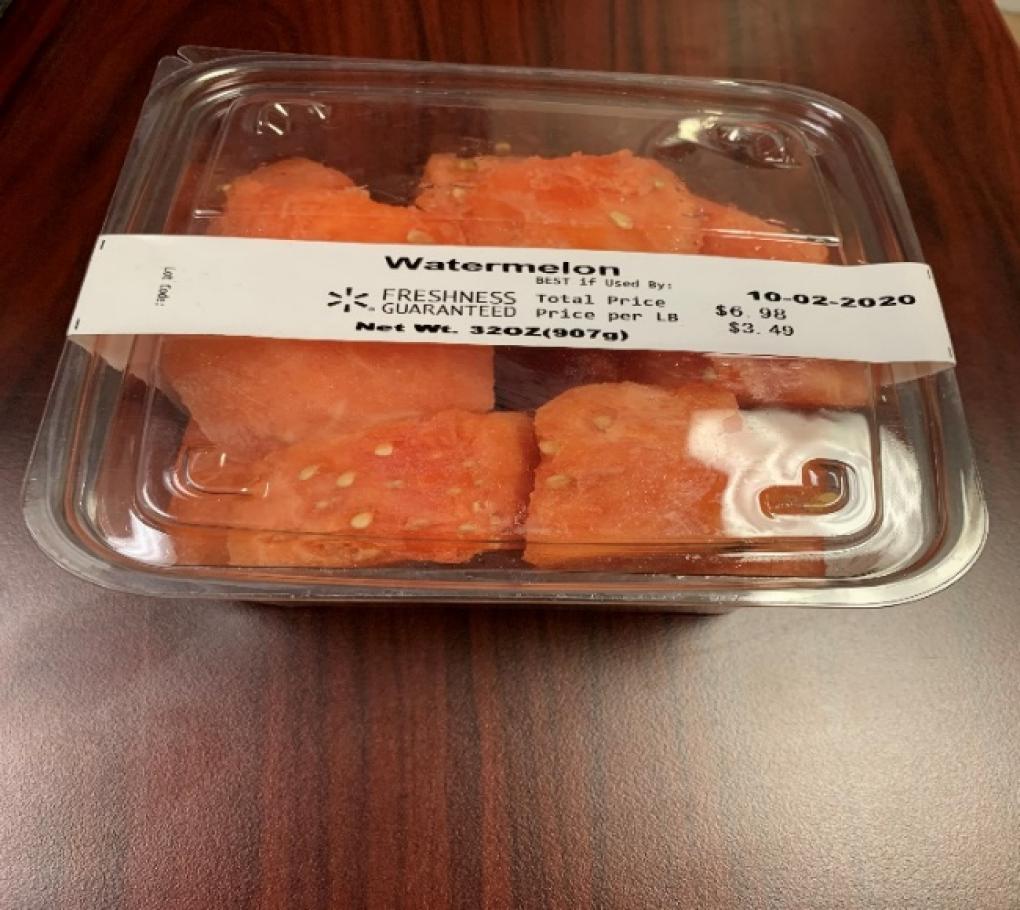 Watermelon
BEST if Used By:
10-02-2020
FRESHNESS
GUARANTEED
Total Price $6.98
Price per LB $3.49
Net Wt. 32OZ(907g)
Lot Code: